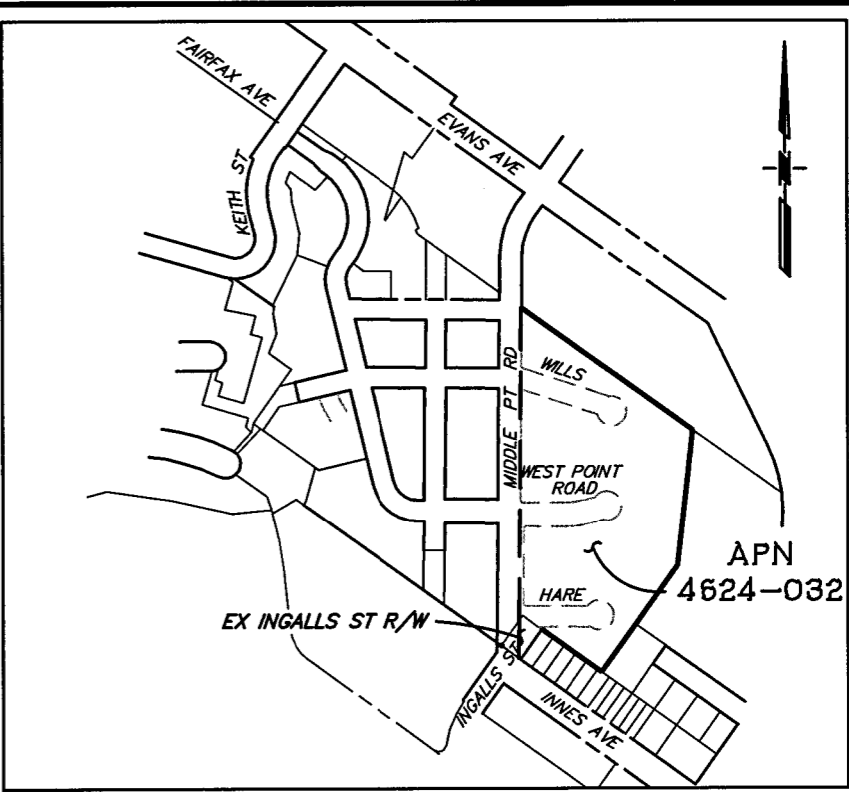 FAIRFAX AVE
KEITH ST
EVANS AVE
MIDDLE PT RD
WILLS
WEST POINT
ROAD
APN
4624-032
HARE
EX INGALLS ST R/W
INGALLS ST
INNES AVE
N